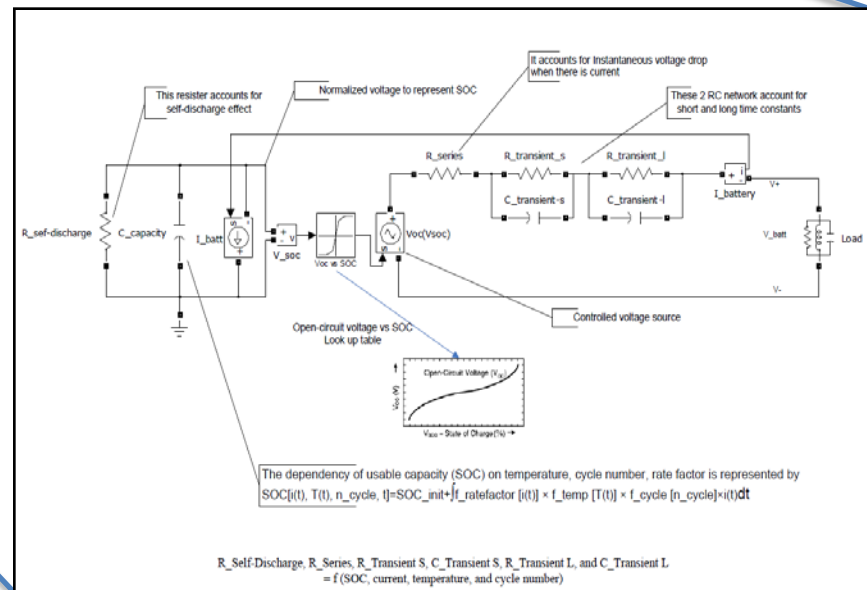 It accounts for Instantaneous voltage drop
when there is current
This resister accounts for
self-discharge effect
Normalized voltage to represent SOC
These 2 RC network account for
short and long time constants
R_series
R_transient_s
R_transient_l
C_transient-s
C_transient-l
I_battery
V+
R_sef-discharge
C_capacity
I_batt
V_soc
Voc vs SOC
Voc(Vsoc)
V_batt
Load
V-
Open-circuit voltage vs SOC
Look up table
Controlled voltage source
Open-Circuit Voltage (VOC)
VOC (V)
VSOC – State of Charge(%)
The dependency of usable capacity (SOC) on temperature, cycle number, rate factor is represented by
SOC[i(t), T(t), n_cycle, t]=SOC_init+∫f_ratefactor [i(t)] × f_temp [T(t)] × f_cycle [n_cycle]×i(t)dt
R_Self-Discharge, R_Series, R_Transient S, C_Transient S, R_Transient L, and C_Transient L
= f (SOC, current, temperature, and cycle number)